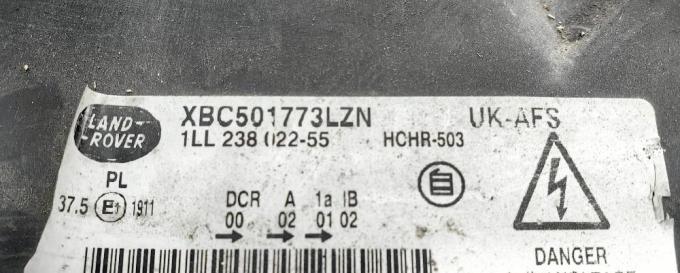 LAND-
ROVER
XBC501773LZN
UK-AFS
1LL 238 022-55
HCHR-503
PL
自
37.5 E1 1911
DCR A 1a IB
00 02 01 02
DANGER